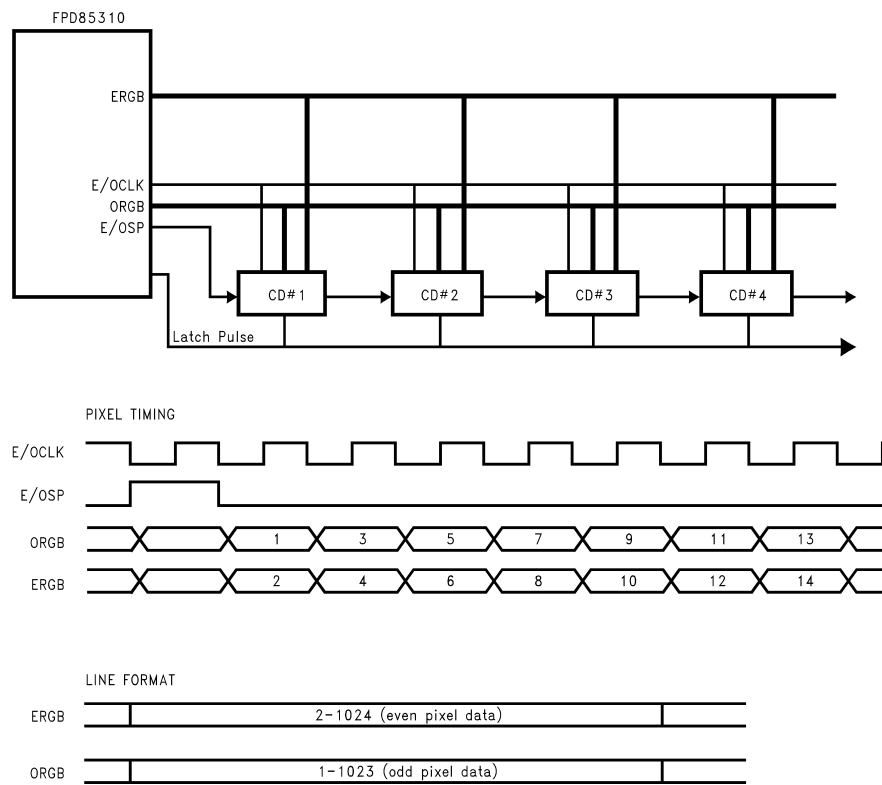 FPD85310
ERGB
E/OCLK
ORGB
E/OSP
CD#1 CD#2 CD#3 CD#4
Latch Pulse
PIXEL TIMING
E/OCLK
E/OSP
ORGB 1 3 5 7 9 11 13
ERGB 2 4 6 8 10 12 14
LINE FORMAT
ERGB 2-1024 (even pixel data)
ORGB 1-1023 (odd pixel data)